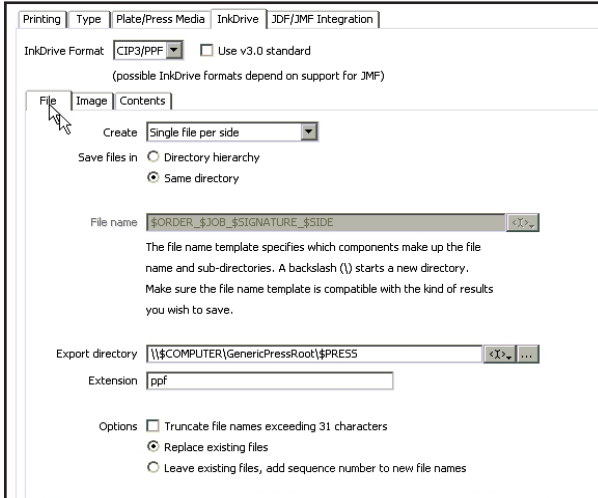 Printing Type Plate/Press Media InkDrive JDF/JMF Integration
InkDrive Format CIP3/PPF Use v3.0 standard
(possible InkDrive formats depend on support for JMF)
File Image Contents
Create Single file per side
Save files in Directory hierarchy
Same directory
File name $ORDER_$JOB_$SIGNATURE_$SIDE
The file name template specifies which components make up the file
name and sub-directories. A backslash (\) starts a new directory.
Make sure the file name template is compatible with the kind of results
you wish to save.
Export directory \\$COMPUTER\GenericPressRoot\$PRESS ...
Extension ppf
Options Truncate file names exceeding 31 characters
Replace existing files
Leave existing files, add sequence number to new file names